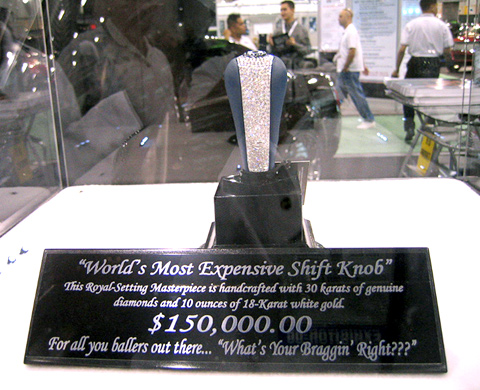 “World’s Most Expensive Shift Knob”
This Royal-Setting Masterpiece is handcrafted with 30 karats of genuine
diamonds and 10 ounces of 18-Karat white gold.
$150,000.00
For all you ballers out there... “What’s Your Braggin’ Right???”